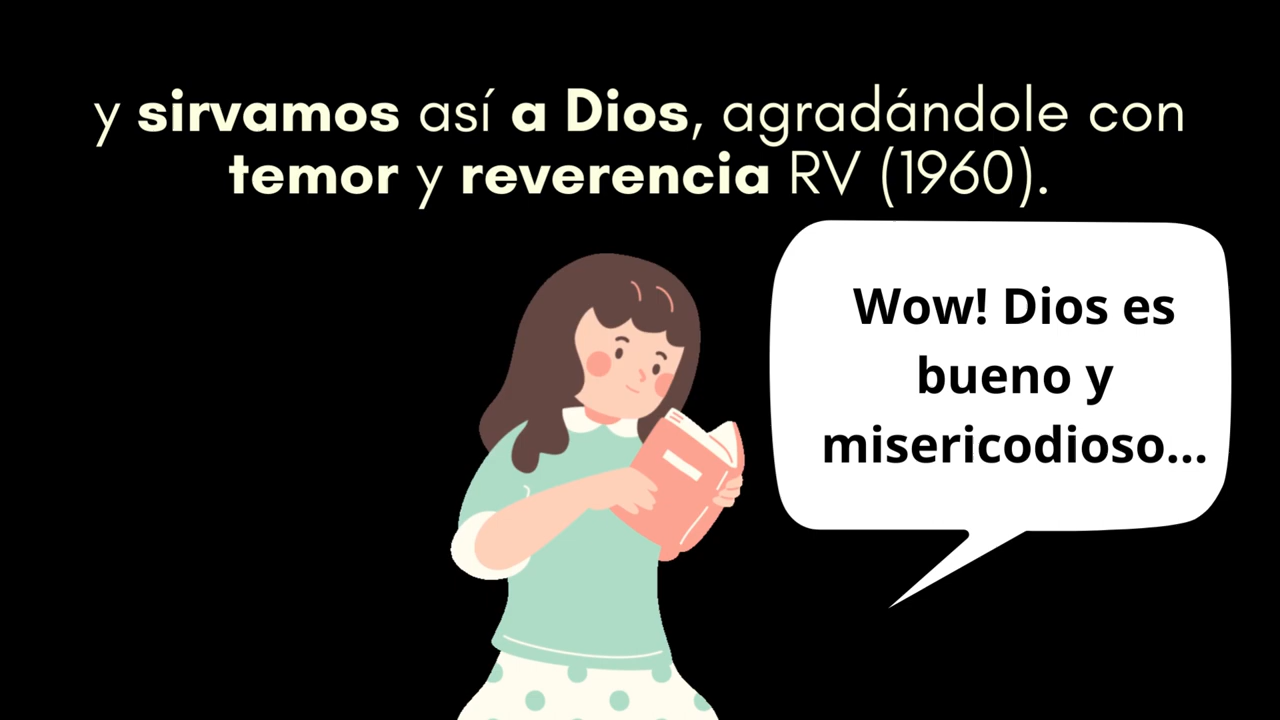 y sirvamos así a Dios, agradándole con
temor y reverencia RV (1960).
Wow! Dios es
bueno y
misericodioso...